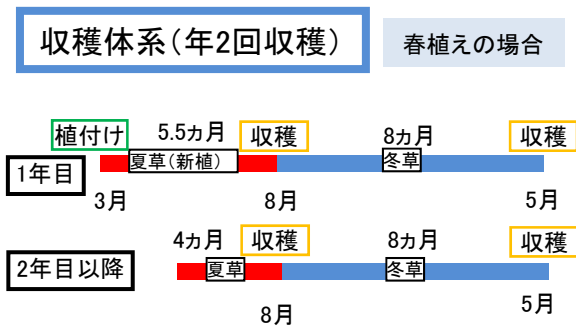 収穫体系(年2回収穫)
春植えの場合
植付け
5.5カ月
収穫
8カ月
収穫
1年目
夏草(新植)
冬草
3月
8月
5月
4カ月
収穫
8カ月
収穫
2年目以降
夏草
冬草
8月
5月